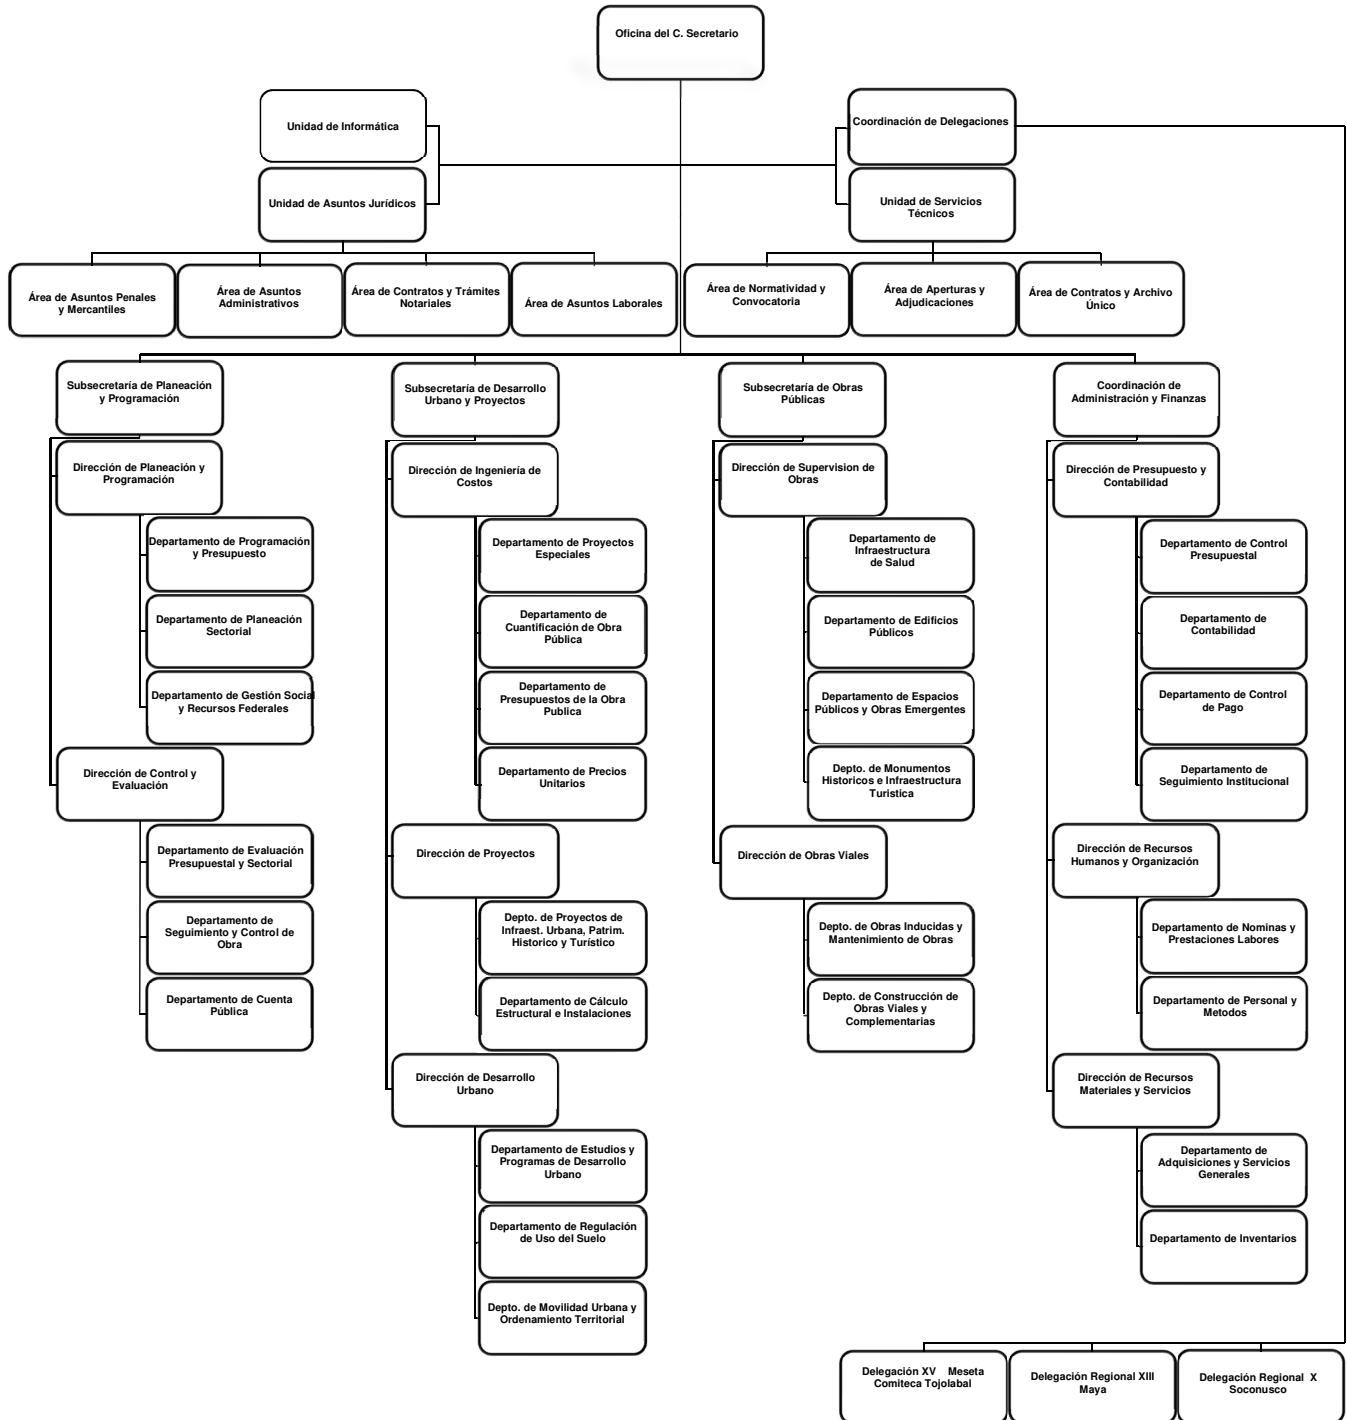 Oficina del C. Secretario
Unidad de Informática
Coordinación de Delegaciones
Unidad de Asuntos Jurídicos
Unidad de Servicios
Técnicos
Área de Asuntos Penales
y Mercantiles
Área de Asuntos
Administrativos
Área de Contratos y Trámites
Notariales
Área de Asuntos Laborales
Área de Normatividad y
Convocatoria
Área de Aperturas y
Adjudicaciones
Área de Contratos y Archivo
Único
Subsecretaría de Planeación
y Programación
Dirección de Planeación y
Programación
Departamento de Programación
y Presupuesto
Departamento de Planeación
Sectorial
Departamento de Gestión Social
y Recursos Federales
Dirección de Control y
Evaluación
Departamento de Evaluación
Presupuestal y Sectorial
Departamento de
Seguimiento y Control de
Obra
Departamento de Cuenta
Pública
Subsecretaría de Desarrollo
Urbano y Proyectos
Dirección de Ingeniería de
Costos
Departamento de Proyectos
Especiales
Departamento de
Cuantificación de Obra
Pública
Departamento de
Presupuestos de la Obra
Publica
Departamento de Precios
Unitarios
Dirección de Proyectos
Depto. de Proyectos de
Infraest. Urbana, Patrim.
Historico y Turístico
Departamento de Cálculo
Estructural e Instalaciones
Dirección de Desarrollo
Urbano
Departamento de Estudios y
Programas de Desarrollo
Urbano
Departamento de Regulación
de Uso del Suelo
Depto. de Movilidad Urbana y
Ordenamiento Territorial
Subsecretaría de Obras
Públicas
Dirección de Supervision de
Obras
Departamento de
Infraestructura
de Salud
Departamento de Edificios
Públicos
Departamento de Espacios
Públicos y Obras Emergentes
Depto. de Monumentos
Historicos e Infraestructura
Turistica
Dirección de Obras Viales
Depto. de Obras Inducidas y
Mantenimiento de Obras
Depto. de Construcción de
Obras Viales y
Complementarias
Coordinación de
Administración y Finanzas
Dirección de Presupuesto y
Contabilidad
Departamento de Control
Presupuestal
Departamento de
Contabilidad
Departamento de Control
de Pago
Departamento de
Seguimiento Institucional
Dirección de Recursos
Humanos y Organización
Departamento de Nominas y
Prestaciones Labores
Departamento de Personal y
Metodos
Dirección de Recursos
Materiales y Servicios
Departamento de
Adquisiciones y Servicios
Generales
Departamento de Inventarios
Delegación XV Meseta
Comiteca Tojolabal
Delegación Regional XIII
Maya
Delegación Regional X
Soconusco